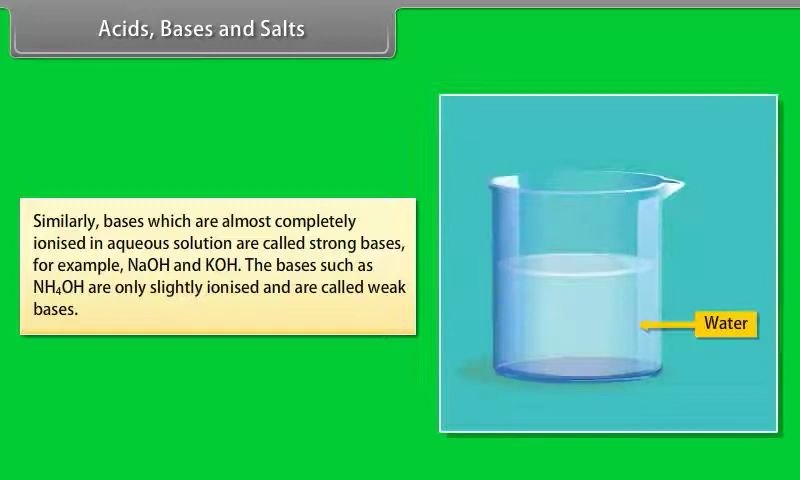 Acids, Bases and Salts
Similarly, bases which are almost completely
ionised in aqueous solution are called strong bases,
for example, NaOH and KOH. The bases such as
NH₄OH are only slightly ionised and are called weak
bases.
Water